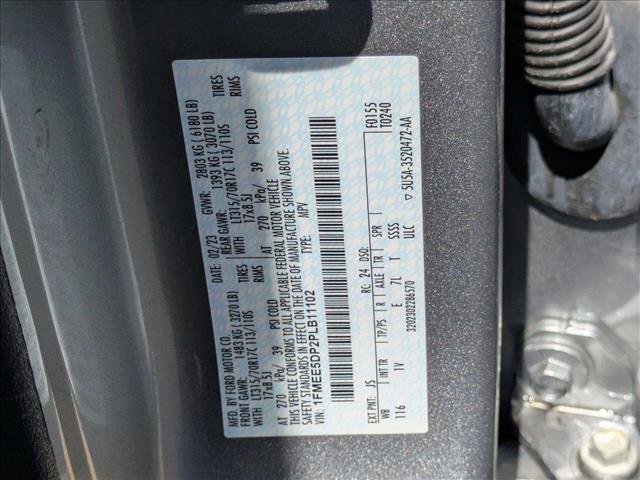 MFD. BY FORD MOTOR CO. DATE: 02/23 GVWR: 2803 KG ( 6180 LB)
FRONT GAWR: 1483 KG ( 3270 LB) REAR GAWR: 1393 KG ( 3070 LB)
WITH LT315/70R17C 113/110S TIRES WITH LT315/70R17C 113/110S TIRES
17x8.5J RIMS 17x8.5J RIMS
AT 270 kPa/ 39 PSI COLD AT 270 kPa/ 39 PSI COLD
THIS VEHICLE CONFORMS TO ALL APPLICABLE FEDERAL MOTOR VEHICLE
SAFETY STANDARDS IN EFFECT ON THE DATE OF MANUFACTURE SHOWN ABOVE.
1FMEE5DP2PLB11102 TYPE: MPV
F0155
T0240
EXT PNT: JS RC: 24 DSO:
WB INT TR TP/PS R AXLE TR SPR
116 1V E 7L T SSSS
3202302286570 ULC
5U5A-3520472-AA